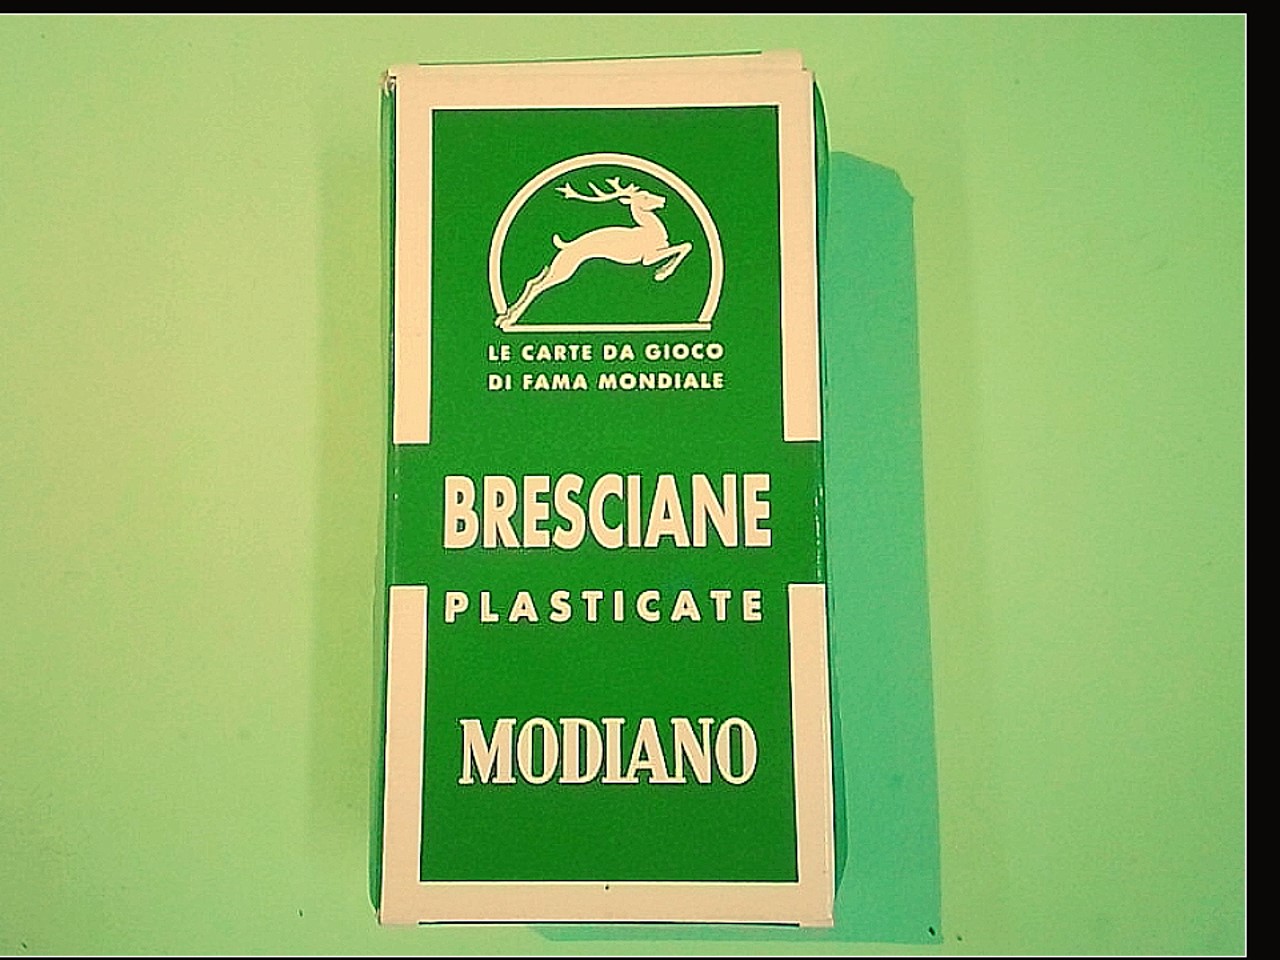 LE CARTE DA GIOCO
DI FAMA MONDIALE
BRESCIANE
PLASTICATE
MODIANO